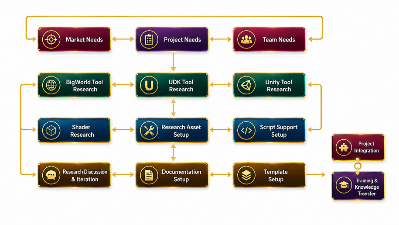 Market Needs
Project Needs
Team Needs
BigWorld Tool
Research
UDK Tool
Research
Unity Tool
Research
Shader
Research
Research Asset
Setup
Script Support
Setup
Project
Integration
Research Discussion
& Iteration
Documentation
Setup
Template
Setup
Training &
Knowledge
Transfer